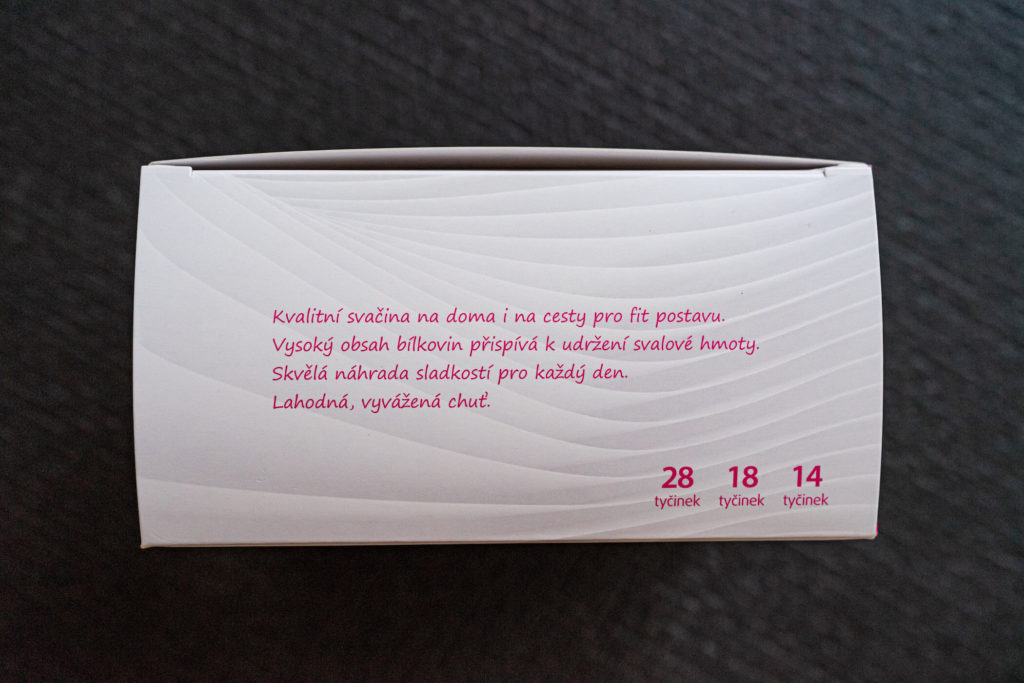 Kvalitní svačina na doma i na cesty pro fit postavu.
Vysoký obsah bílkovin přispívá k udržení svalové hmoty.
Skvělá náhrada sladkostí pro každý den.
Lahodná, vyvážená chuť.
28 18 14
tyčinek tyčinek tyčinek